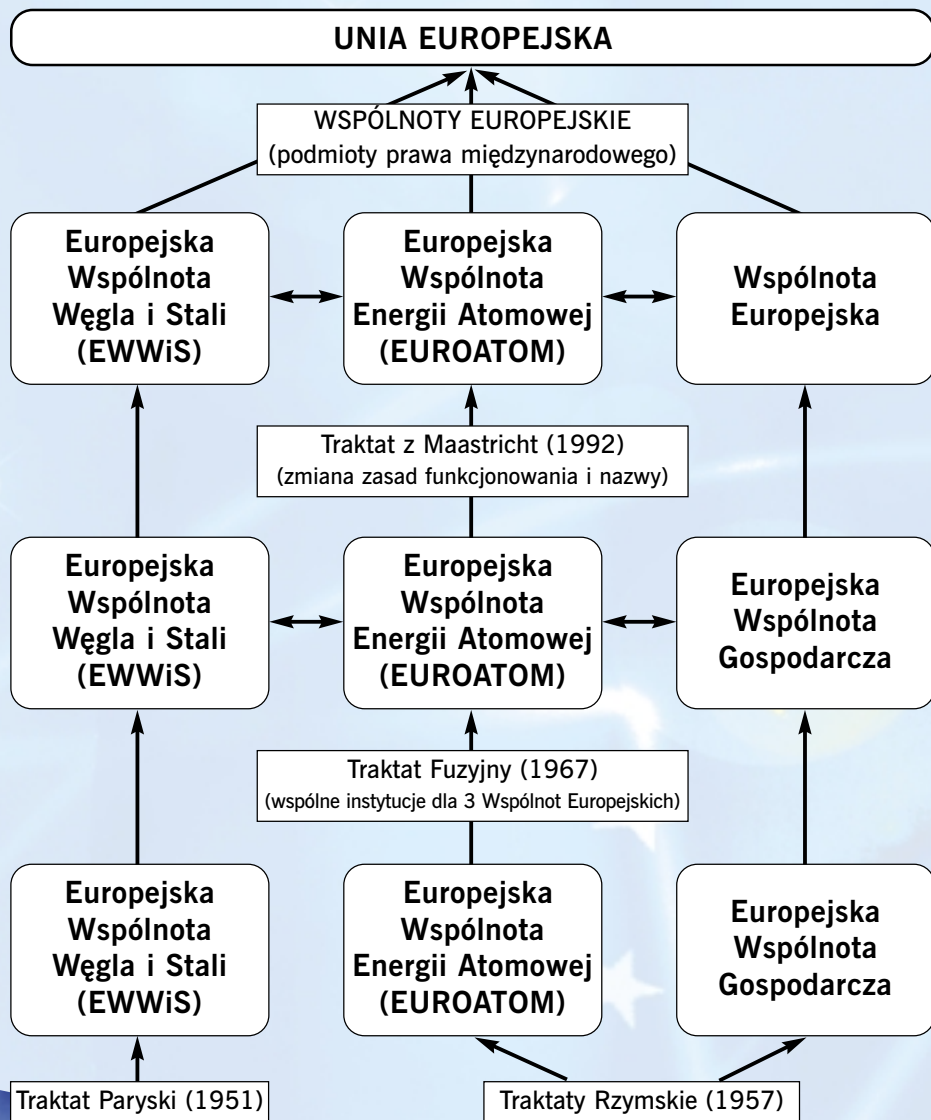 UNIA EUROPEJSKA
WSPÓLNOTY EUROPEJSKIE
(podmioty prawa międzynarodowego)
Europejska
Wspólnota
Węgla i Stali
(EWWiS)
Europejska
Wspólnota
Energii Atomowej
(EUROATOM)
Wspólnota
Europejska
Traktat z Maastricht (1992)
(zmiana zasad funkcjonowania i nazwy)
Europejska
Wspólnota
Węgla i Stali
(EWWiS)
Europejska
Wspólnota
Energii Atomowej
(EUROATOM)
Europejska
Wspólnota
Gospodarcza
Traktat Fuzyjny (1967)
(wspólne instytucje dla 3 Wspólnot Europejskich)
Europejska
Wspólnota
Węgla i Stali
(EWWiS)
Europejska
Wspólnota
Energii Atomowej
(EUROATOM)
Europejska
Wspólnota
Gospodarcza
Traktat Paryski (1951)
Traktaty Rzymskie (1957)